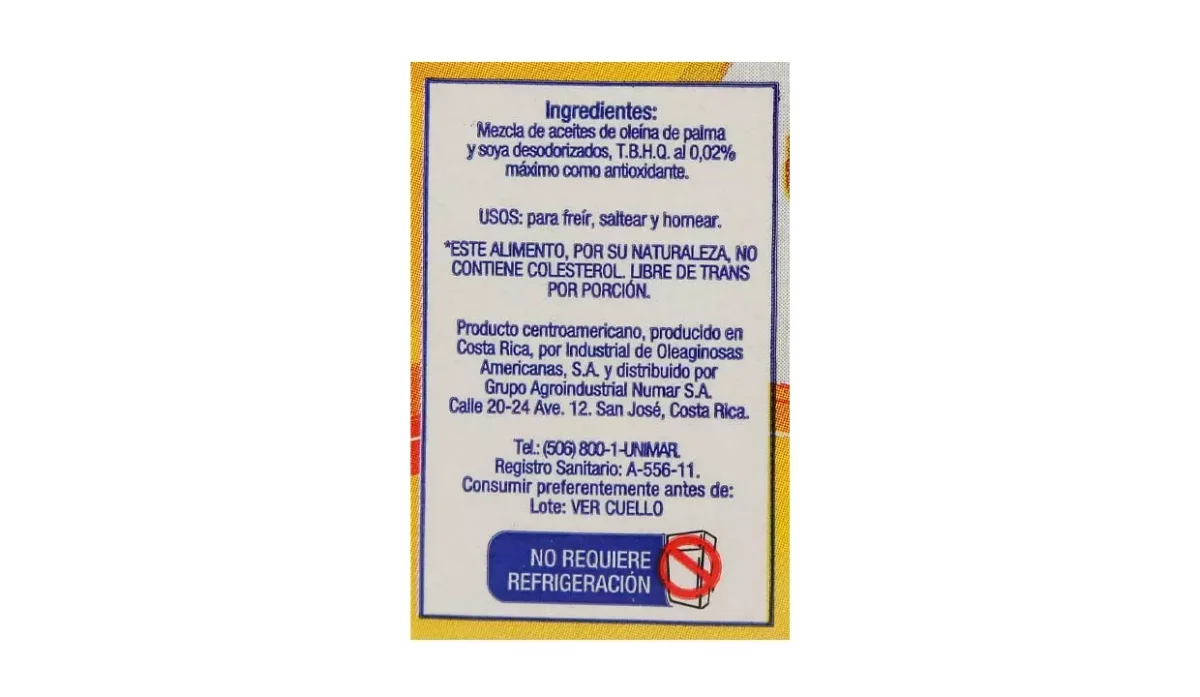 Ingredientes:
Mezcla de aceites de oleína de palma
y soya desodorizados, T.B.H.Q. al 0,02%
máximo como antioxidante.
USOS: para freír, saltear y hornear.
*ESTE ALIMENTO, POR SU NATURALEZA, NO
CONTIENE COLESTEROL. LIBRE DE TRANS
POR PORCIÓN.
Producto centroamericano, producido en
Costa Rica, por Industrial de Oleaginosas
Americanas, S.A. y distribuido por
Grupo Agroindustrial Numar S.A.
Calle 20-24 Ave. 12. San José, Costa Rica.
Tel.: (506) 800-1-UNIMAR.
Registro Sanitario: A-556-11.
Consumir preferentemente antes de:
Lote: VER CUELLO
NO REQUIERE
REFRIGERACIÓN